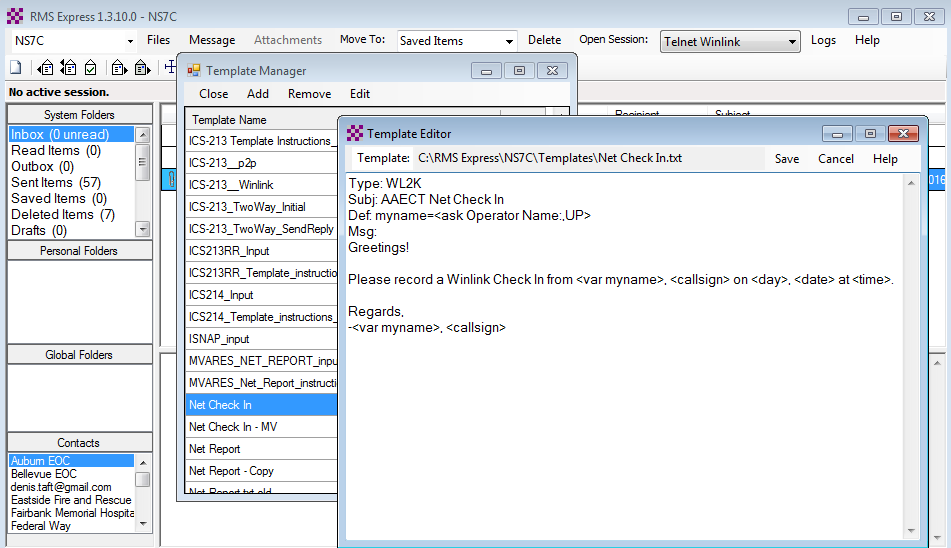 RMS Express 1.3.10.0 - NS7C
NS7C Files Message Attachments Move To: Saved Items Delete Open Session: Telnet Winlink Logs Help
No active session.
System Folders
Inbox (0 unread)
Read Items (0)
Outbox (0)
Sent Items (57)
Saved Items (0)
Deleted Items (7)
Drafts (0)
Personal Folders
Global Folders
Contacts
Auburn EOC
Bellevue EOC
denis.taft@gmail.com
Eastside Fire and Rescue
Fairbank Memorial Hospita
Federal Way
Recipient Subject
016
Template Manager
Close Add Remove Edit
Template Name
ICS-213 Template Instructions_
ICS-213__p2p
ICS-213__Winlink
ICS-213_TwoWay_Initial
ICS-213_TwoWay_SendReply
ICS213RR_Input
ICS213RR_Template_instructio
ICS214_Input
ICS214_Template_instructions_
ISNAP_input
MVARES_NET_REPORT_inpu
MVARES_Net_Report_instructi
Net Check In
Net Check In - MV
Net Report
Net Report - Copy
Net Report.txt.old
Template Editor
Template: C:\RMS Express\NS7C\Templates\Net Check In.txt Save Cancel Help
Type: WL2K
Subj: AAECT Net Check In
Def: myname=<ask Operator Name:,UP>
Msg:
Greetings!
Please record a Winlink Check In from <var myname>, <callsign> on <day>, <date> at <time>.
Regards,
-<var myname>, <callsign>